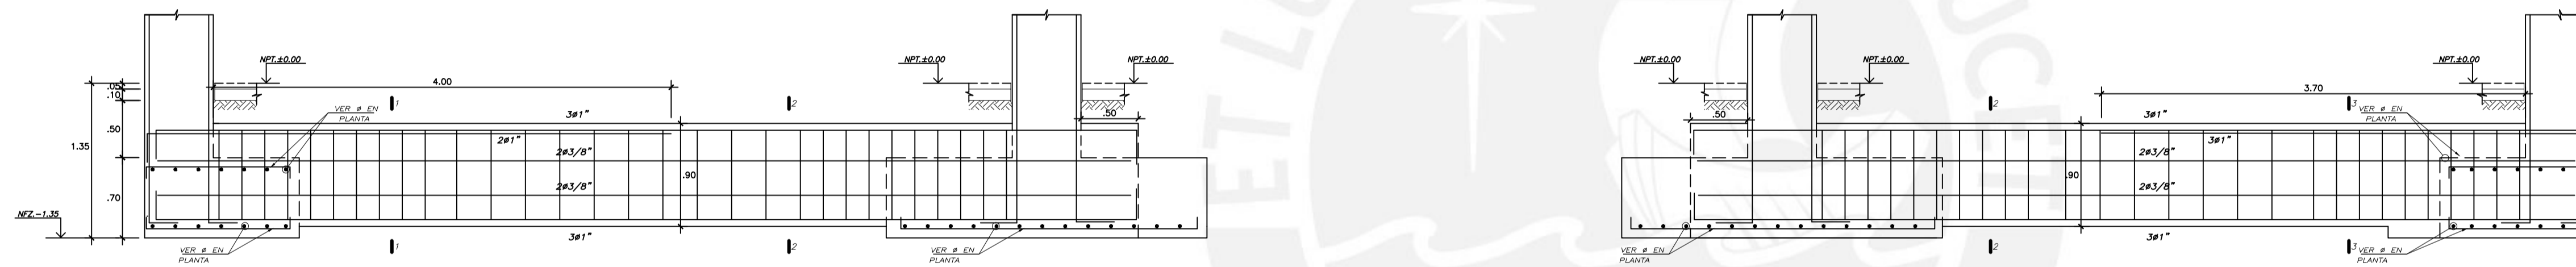 NPT.±0.00
4.00
.05
.10
1
2
VER ø EN
PLANTA
3ø1"
.50
1.35
2ø1"
2ø3/8"
.90
2ø3/8"
.70
NFZ.-1.35
3ø1"
VER ø EN
PLANTA
1
2
NPT.±0.00
NPT.±0.00
.50
VER ø EN
PLANTA
ET L
UCET
NPT.±0.00
NPT.±0.00
NPT.±0.00
3.70
.50
2
3
VER ø EN
PLANTA
3ø1"
3ø1"
2ø3/8"
.90
2ø3/8"
3ø1"
VER ø EN
PLANTA
2
3
VER ø EN
PLANTA